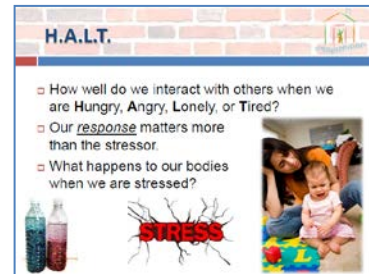 H.A.L.T.
How well do we interact with others when we
are Hungry, Angry, Lonely, or Tired?
Our response matters more
than the stressor.
What happens to our bodies
when we are stressed?
STRESS
L